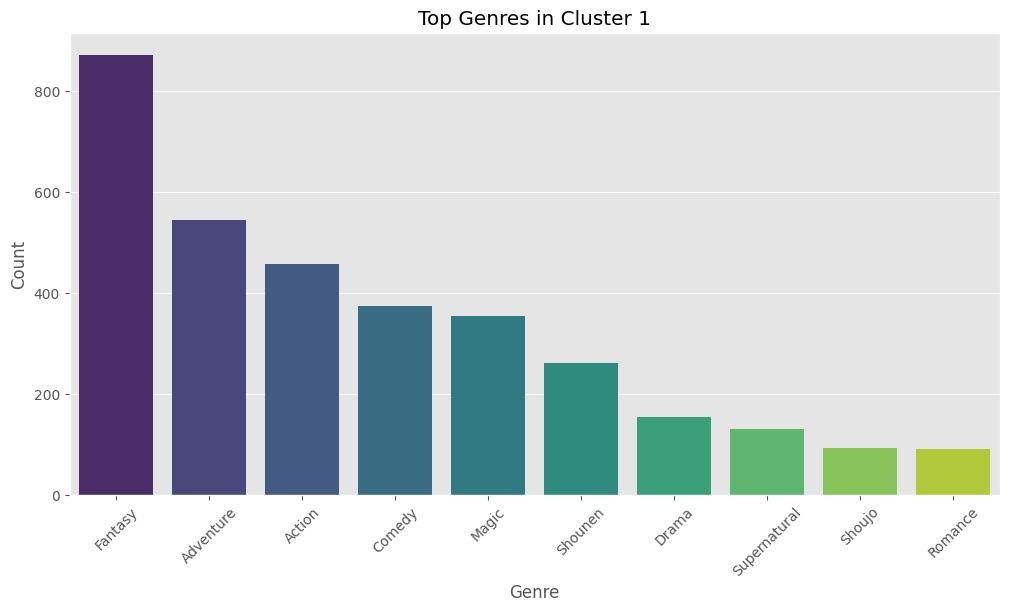 Top Genres in Cluster 1
Count
800
600
400
200
0
Fantasy
Adventure
Action
Comedy
Magic
Shounen
Drama
Supernatural
Shoujo
Romance
Genre